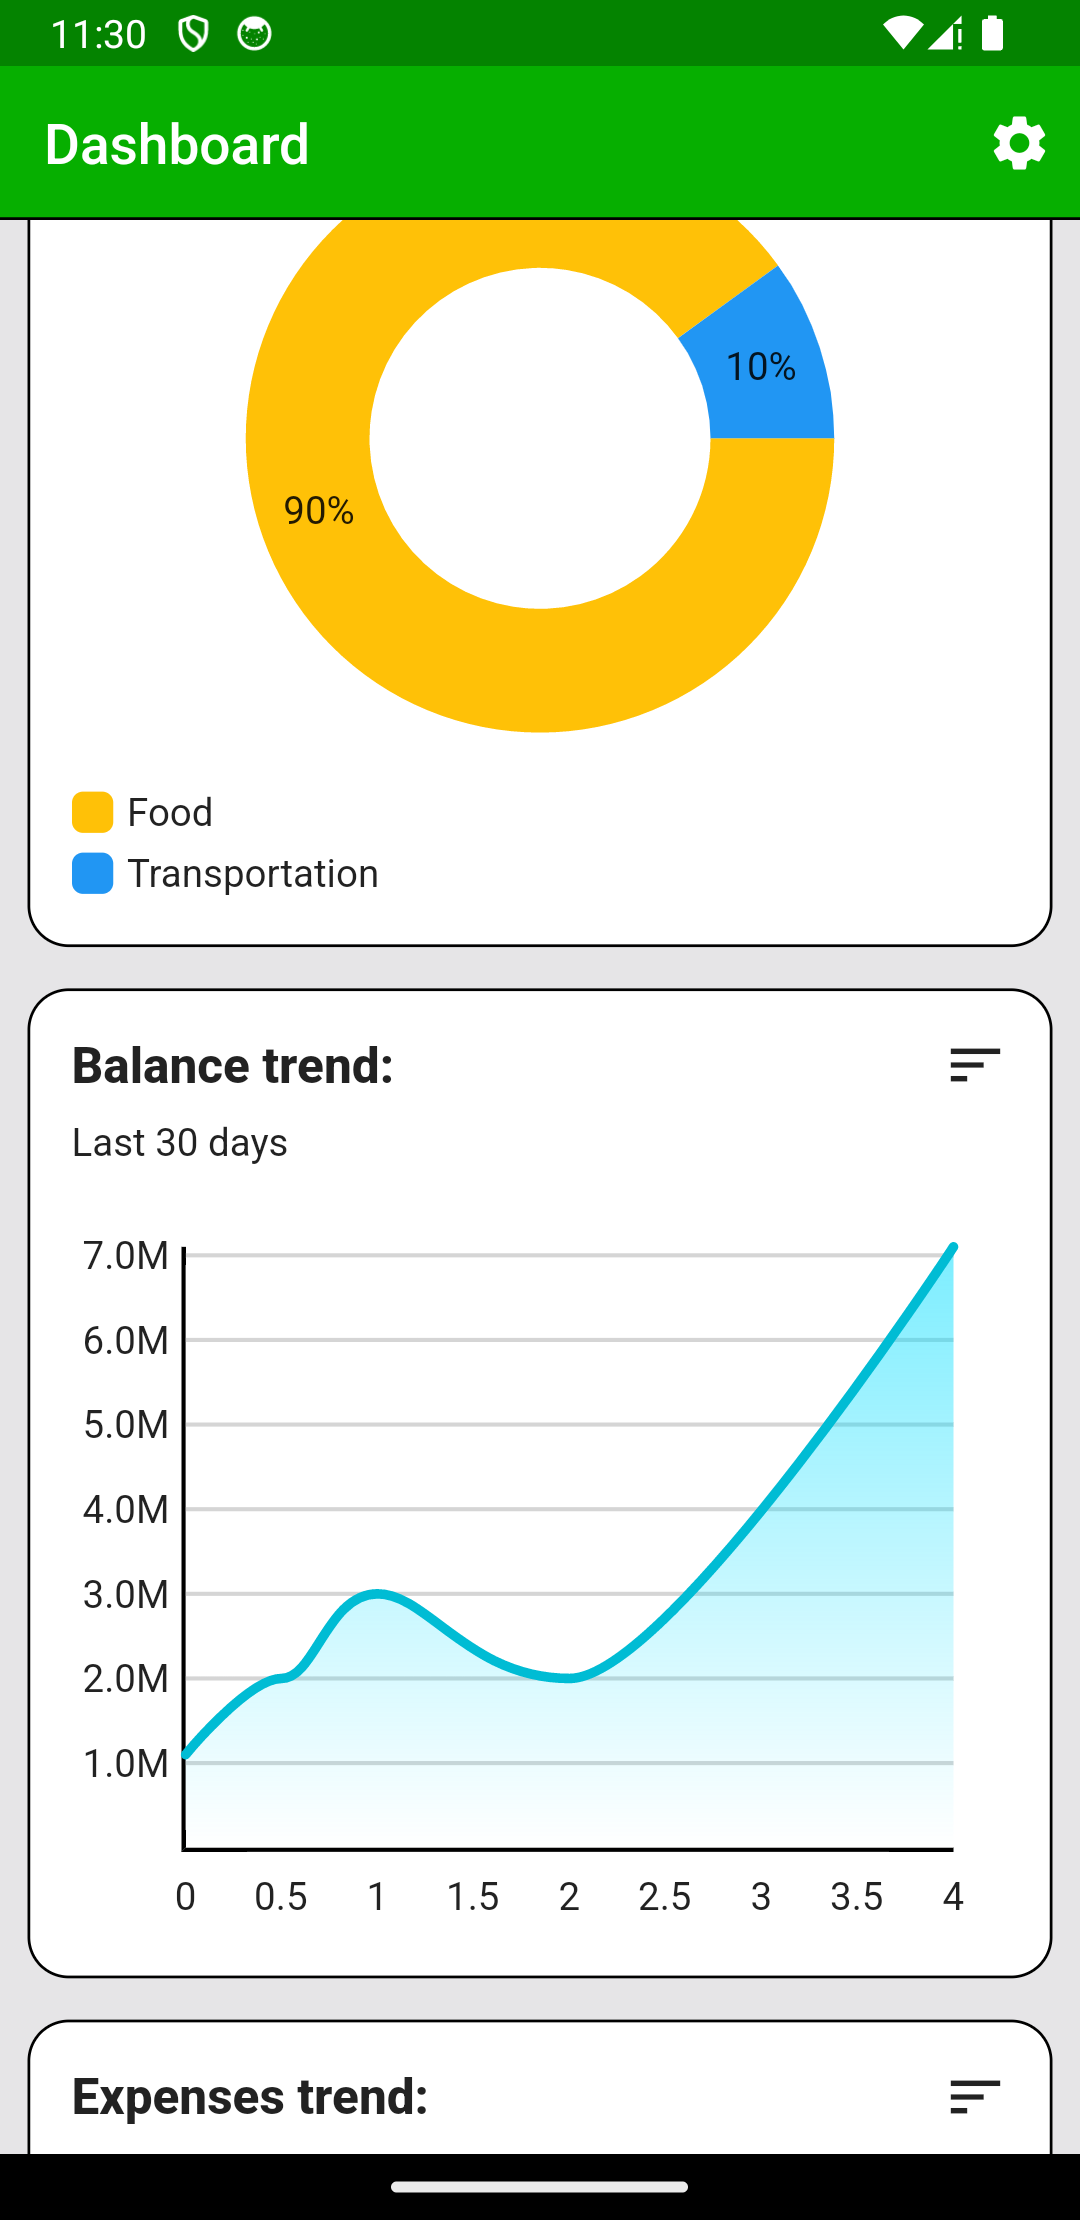 11:30
Dashboard
10%
90%
Food
Transportation
Balance trend:
Last 30 days
7.0M
6.0M
5.0M
4.0M
3.0M
2.0M
1.0M
0 0.5 1 1.5 2 2.5 3 3.5 4
Expenses trend: